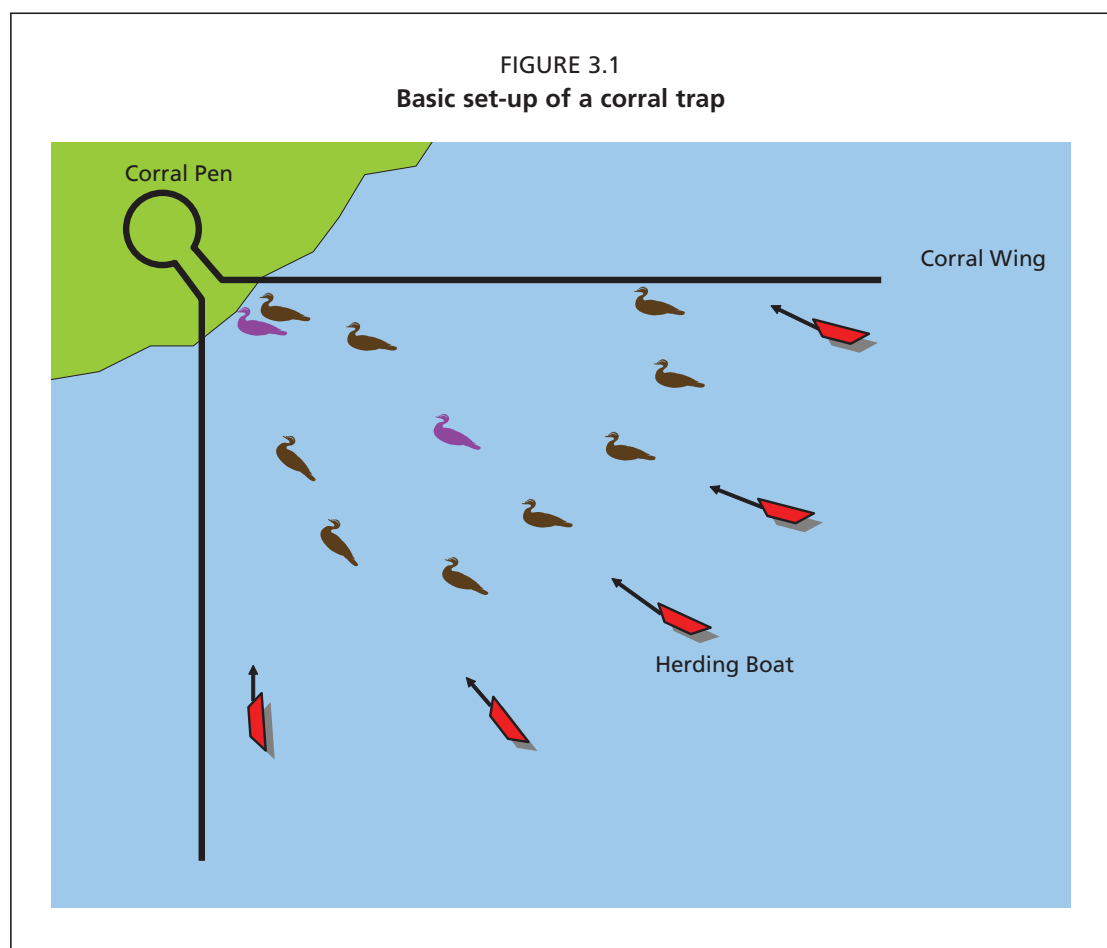 FIGURE 3.1
Basic set-up of a corral trap
Corral Pen
Corral Wing
Herding Boat